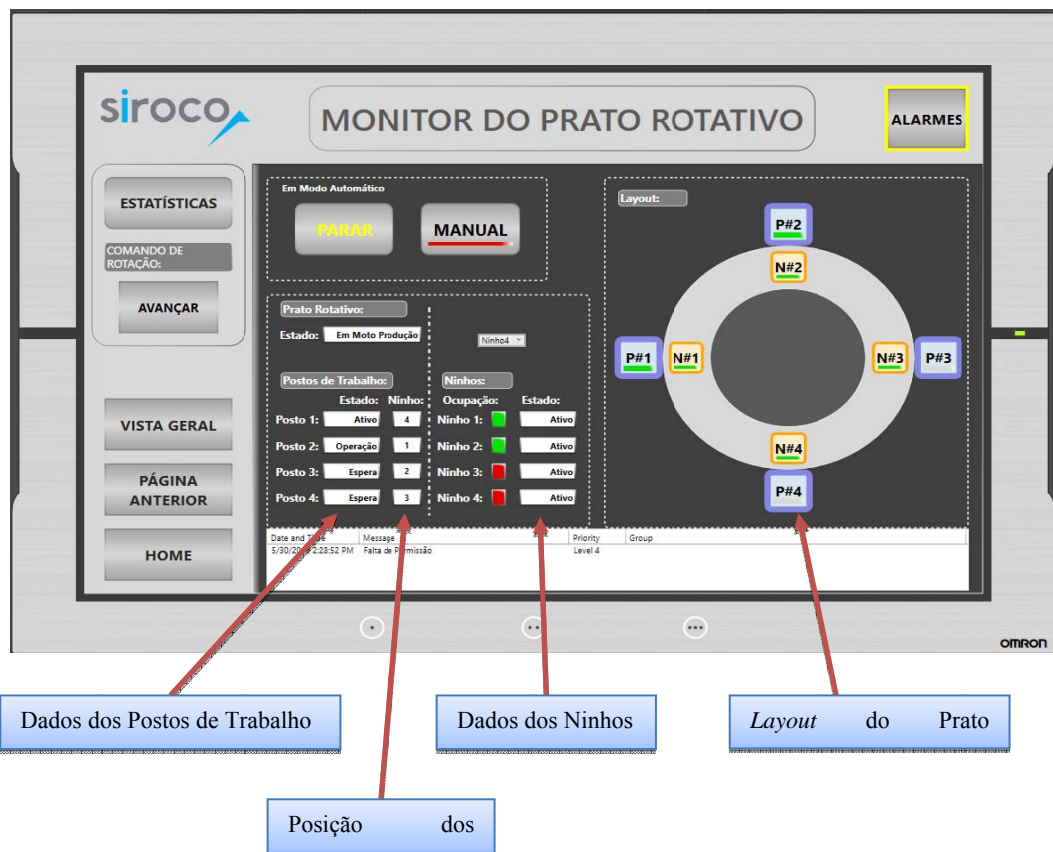 siroco
MONITOR DO PRATO ROTATIVO
ALARMES
ESTATÍSTICAS
COMANDO DE
ROTAÇÃO:
AVANÇAR
VISTA GERAL
PÁGINA
ANTERIOR
HOME
Em Modo Automático
PARAR
MANUAL
Prato Rotativo:
Estado: Em Moto Produção
Ninho4
Postos de Trabalho:
Estado: Ninho:
Posto 1: Ativo 4
Posto 2: Operação 1
Posto 3: Espera 2
Posto 4: Espera 3
Ninhos:
Ocupação: Estado:
Ninho 1: Ativo
Ninho 2: Ativo
Ninho 3: Ativo
Ninho 4: Ativo
Layout:
P#2
N#2
P#1 N#1 N#3 P#3
N#4
P#4
Date and Message Priority Group
2:28:52 PM Falta de Permissão Level 4
OMRON
Dados dos Postos de Trabalho
Dados dos Ninhos
Layout do Prato
Posição dos